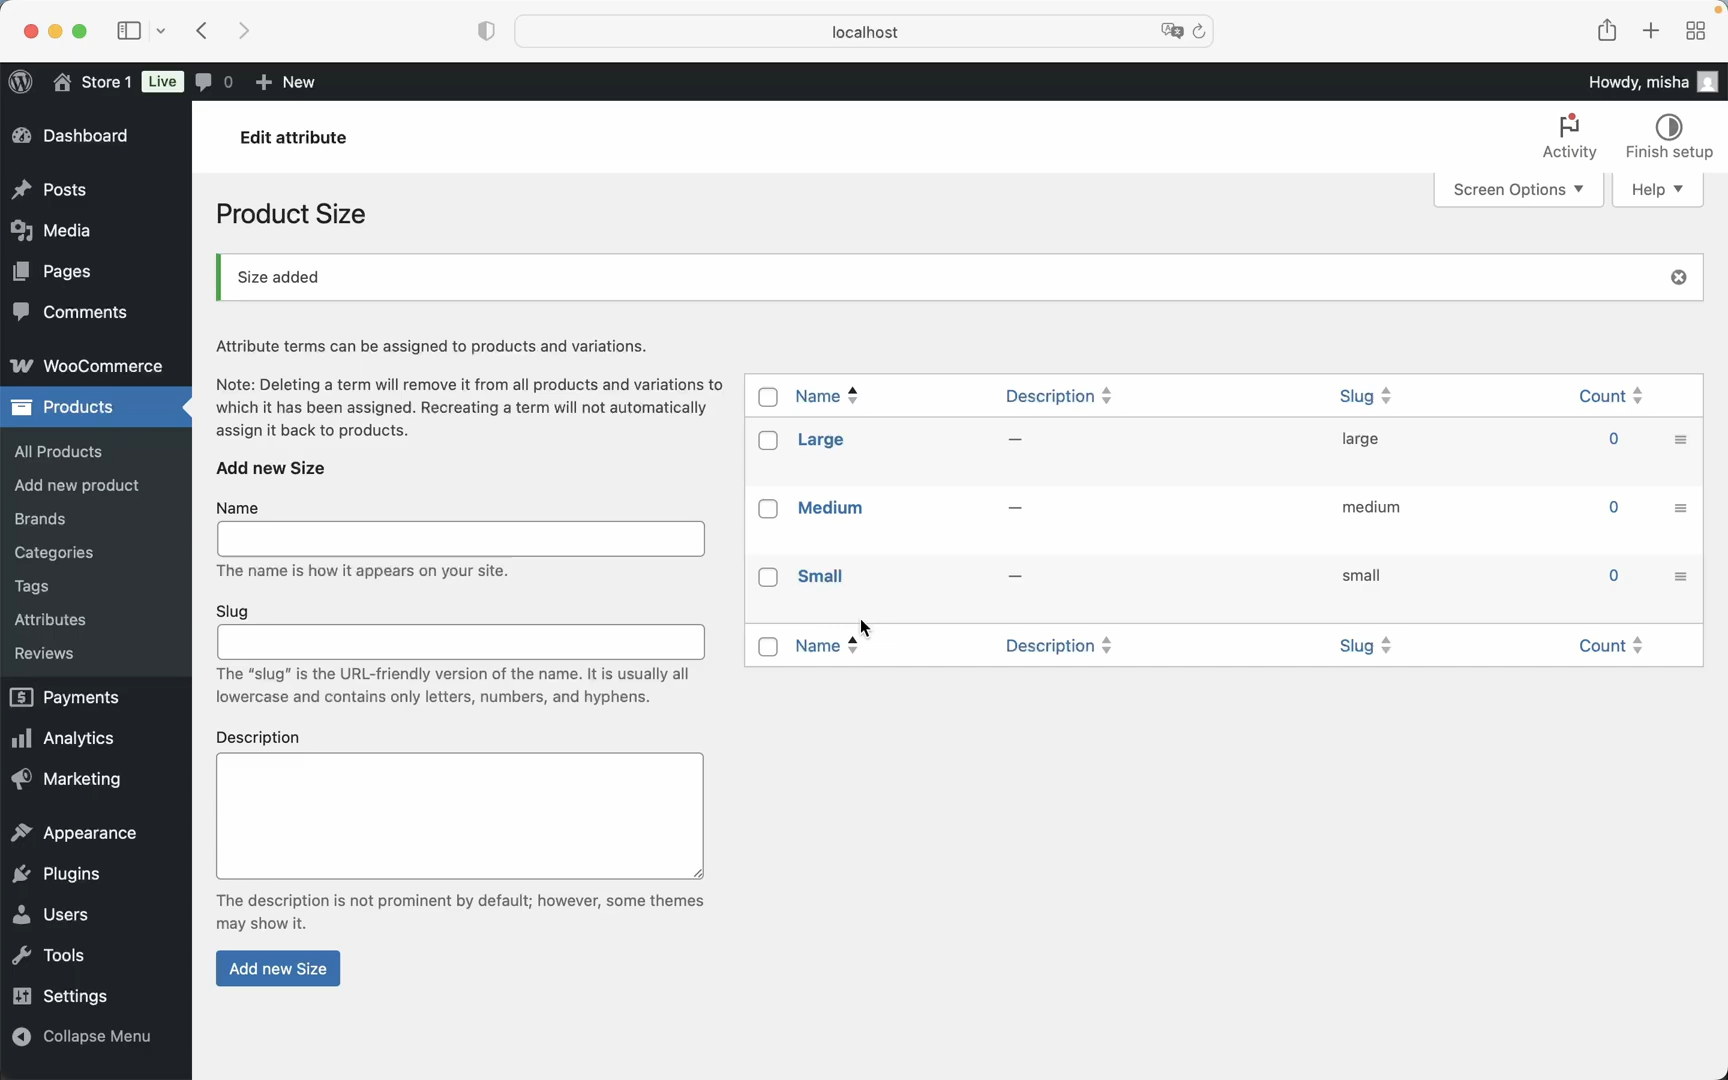 localhost
Store 1 Live 0 New
Howdy, misha
Dashboard
Posts
Media
Pages
Comments
WooCommerce
Products
All Products
Add new product
Brands
Categories
Tags
Attributes
Reviews
Payments
Analytics
Marketing
Appearance
Plugins
Users
Tools
Settings
Collapse Menu
Edit attribute
Activity
Finish setup
Screen Options
Help
Product Size
Size added
Attribute terms can be assigned to products and variations.
Note: Deleting a term will remove it from all products and variations to
which it has been assigned. Recreating a term will not automatically
assign it back to products.
Add new Size
Name
The name is how it appears on your site.
Slug
The “slug” is the URL-friendly version of the name. It is usually all
lowercase and contains only letters, numbers, and hyphens.
Description
The description is not prominent by default; however, some themes
may show it.
Add new Size
Name Description Slug Count
Large — large 0
Medium — medium 0
Small — small 0
Name Description Slug Count